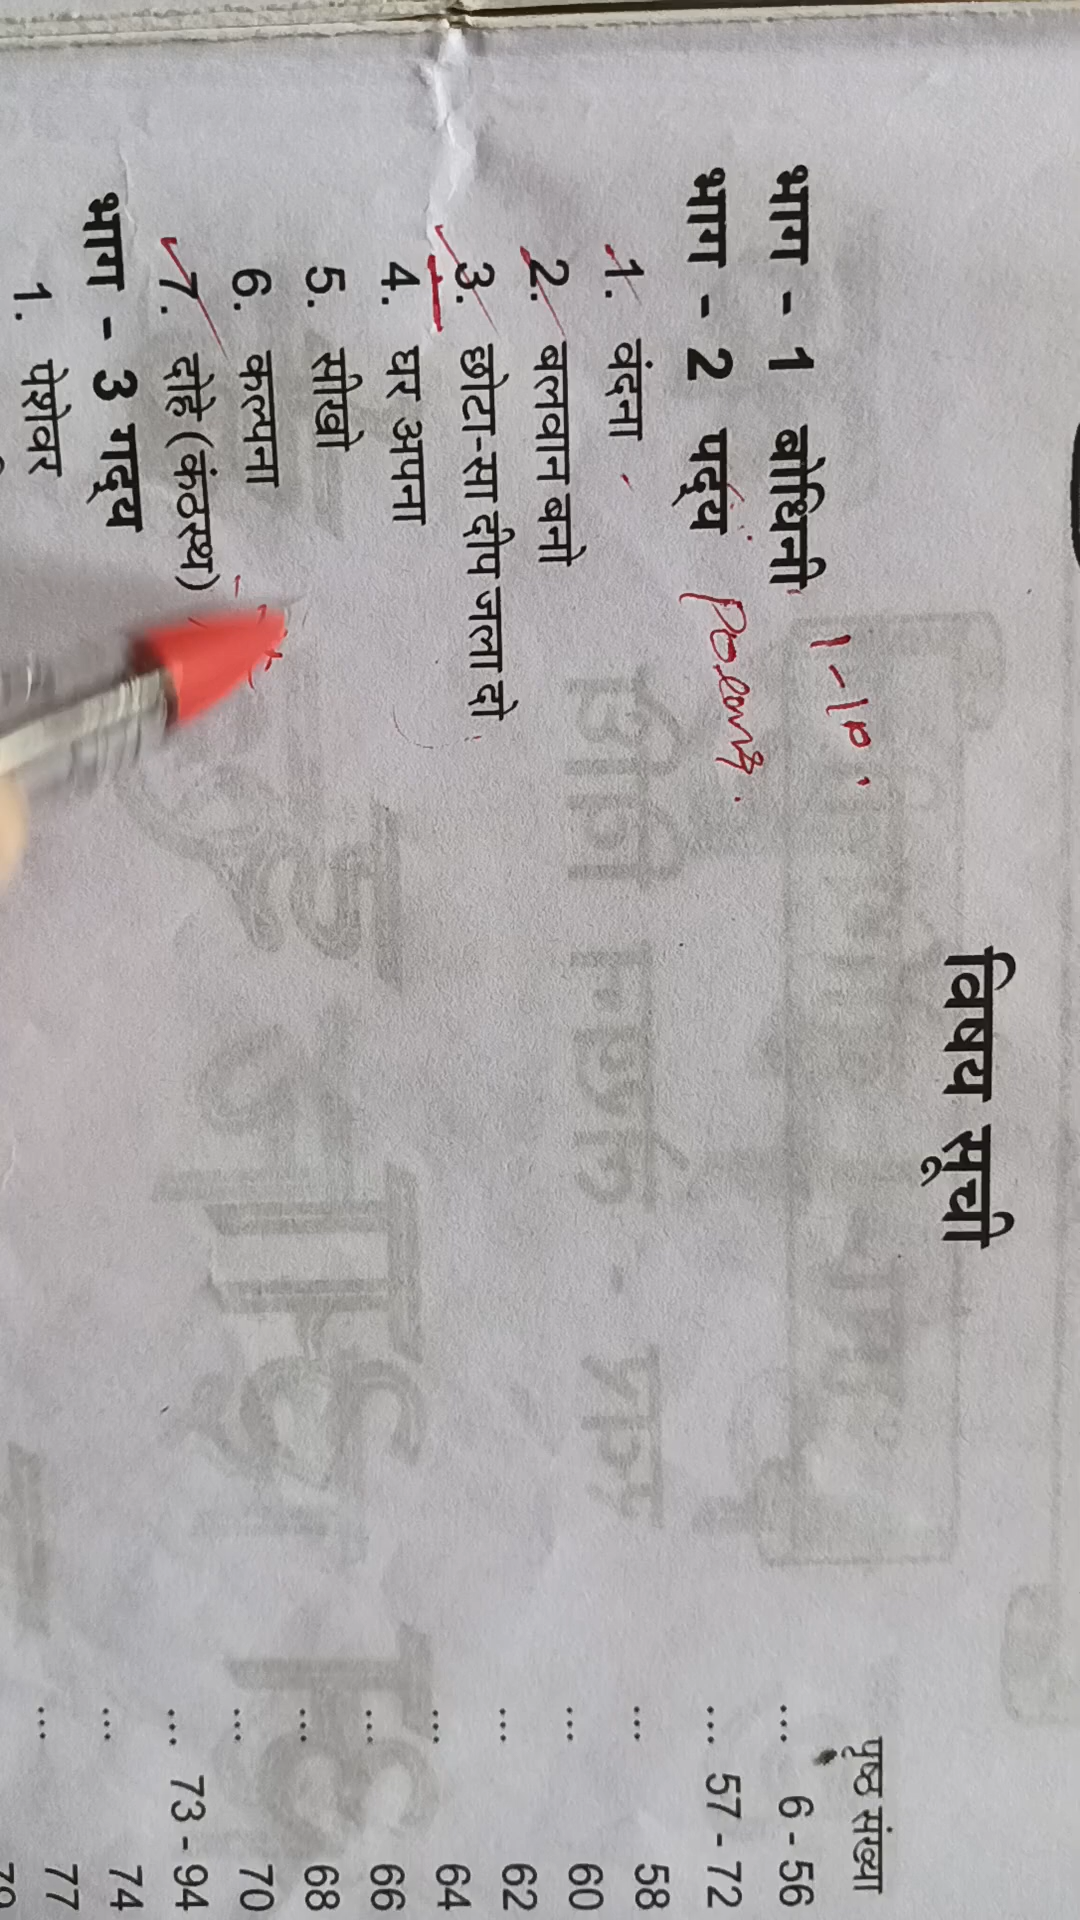 विषय सूची
पृष्ठ संख्या
भाग - 1 बोधिनी 1-10. .... 6 - 56
भाग - 2 पद्य Poems. .... 57 - 72
1. वंदना .... 58
2. बलवान बनो .... 60
3. छोटा-सा दीप जला दो .... 62
4. घर अपना .... 64
5. सीखो .... 66
6. कल्पना .... 68
7. दोहे (कंठस्थ) .... 70
भाग - 3 गद्य .... 73 - 94
1. पेशेवर .... 74
.... 77